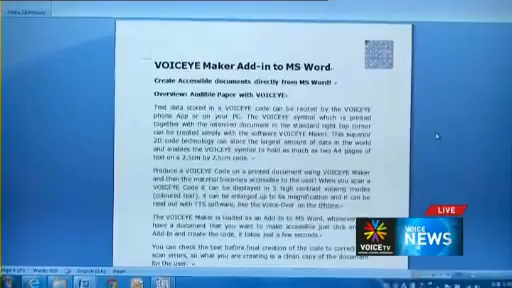 VOICEYE Maker Add-in to MS Word
Create Accessible documents directly from MS Word!
Overview: Audible Paper with VOICEYE
Text data stored in a VOICEYE code can be routed by the VOICEYE
phone App or on your PC. The VOICEYE symbol which is printed
together with the intended document in the standard right top corner
can be created simply with the software VOICEYE Maker. This superior
2D code technology can store the largest amount of data in the world
and enables the VOICEYE symbol to hold as much as two A4 pages of
text on a 2.5cm by 2.5cm code.
Produce a VOICEYE Code on a printed document using VOICEYE Maker
and then the material becomes accessible to the user! When you scan a
VOICEYE Code it can be displayed in 5 high contrast viewing modes
(coloured text), it can be enlarged up to 4x magnification and it can be
read out with TTS software, like the Voice-Over on the iPhone
The VOICEYE Maker is loaded as an Add-In to MS Word, whenever
have a document that you want to make accessible just click on
Add-In and create the code, it takes just a few seconds
You can check the text before final creation of the code to correct
scan errors, so what you are creating is a clean copy of the document
for the user.
LIVE
VOICE
NEWS
VOICETV